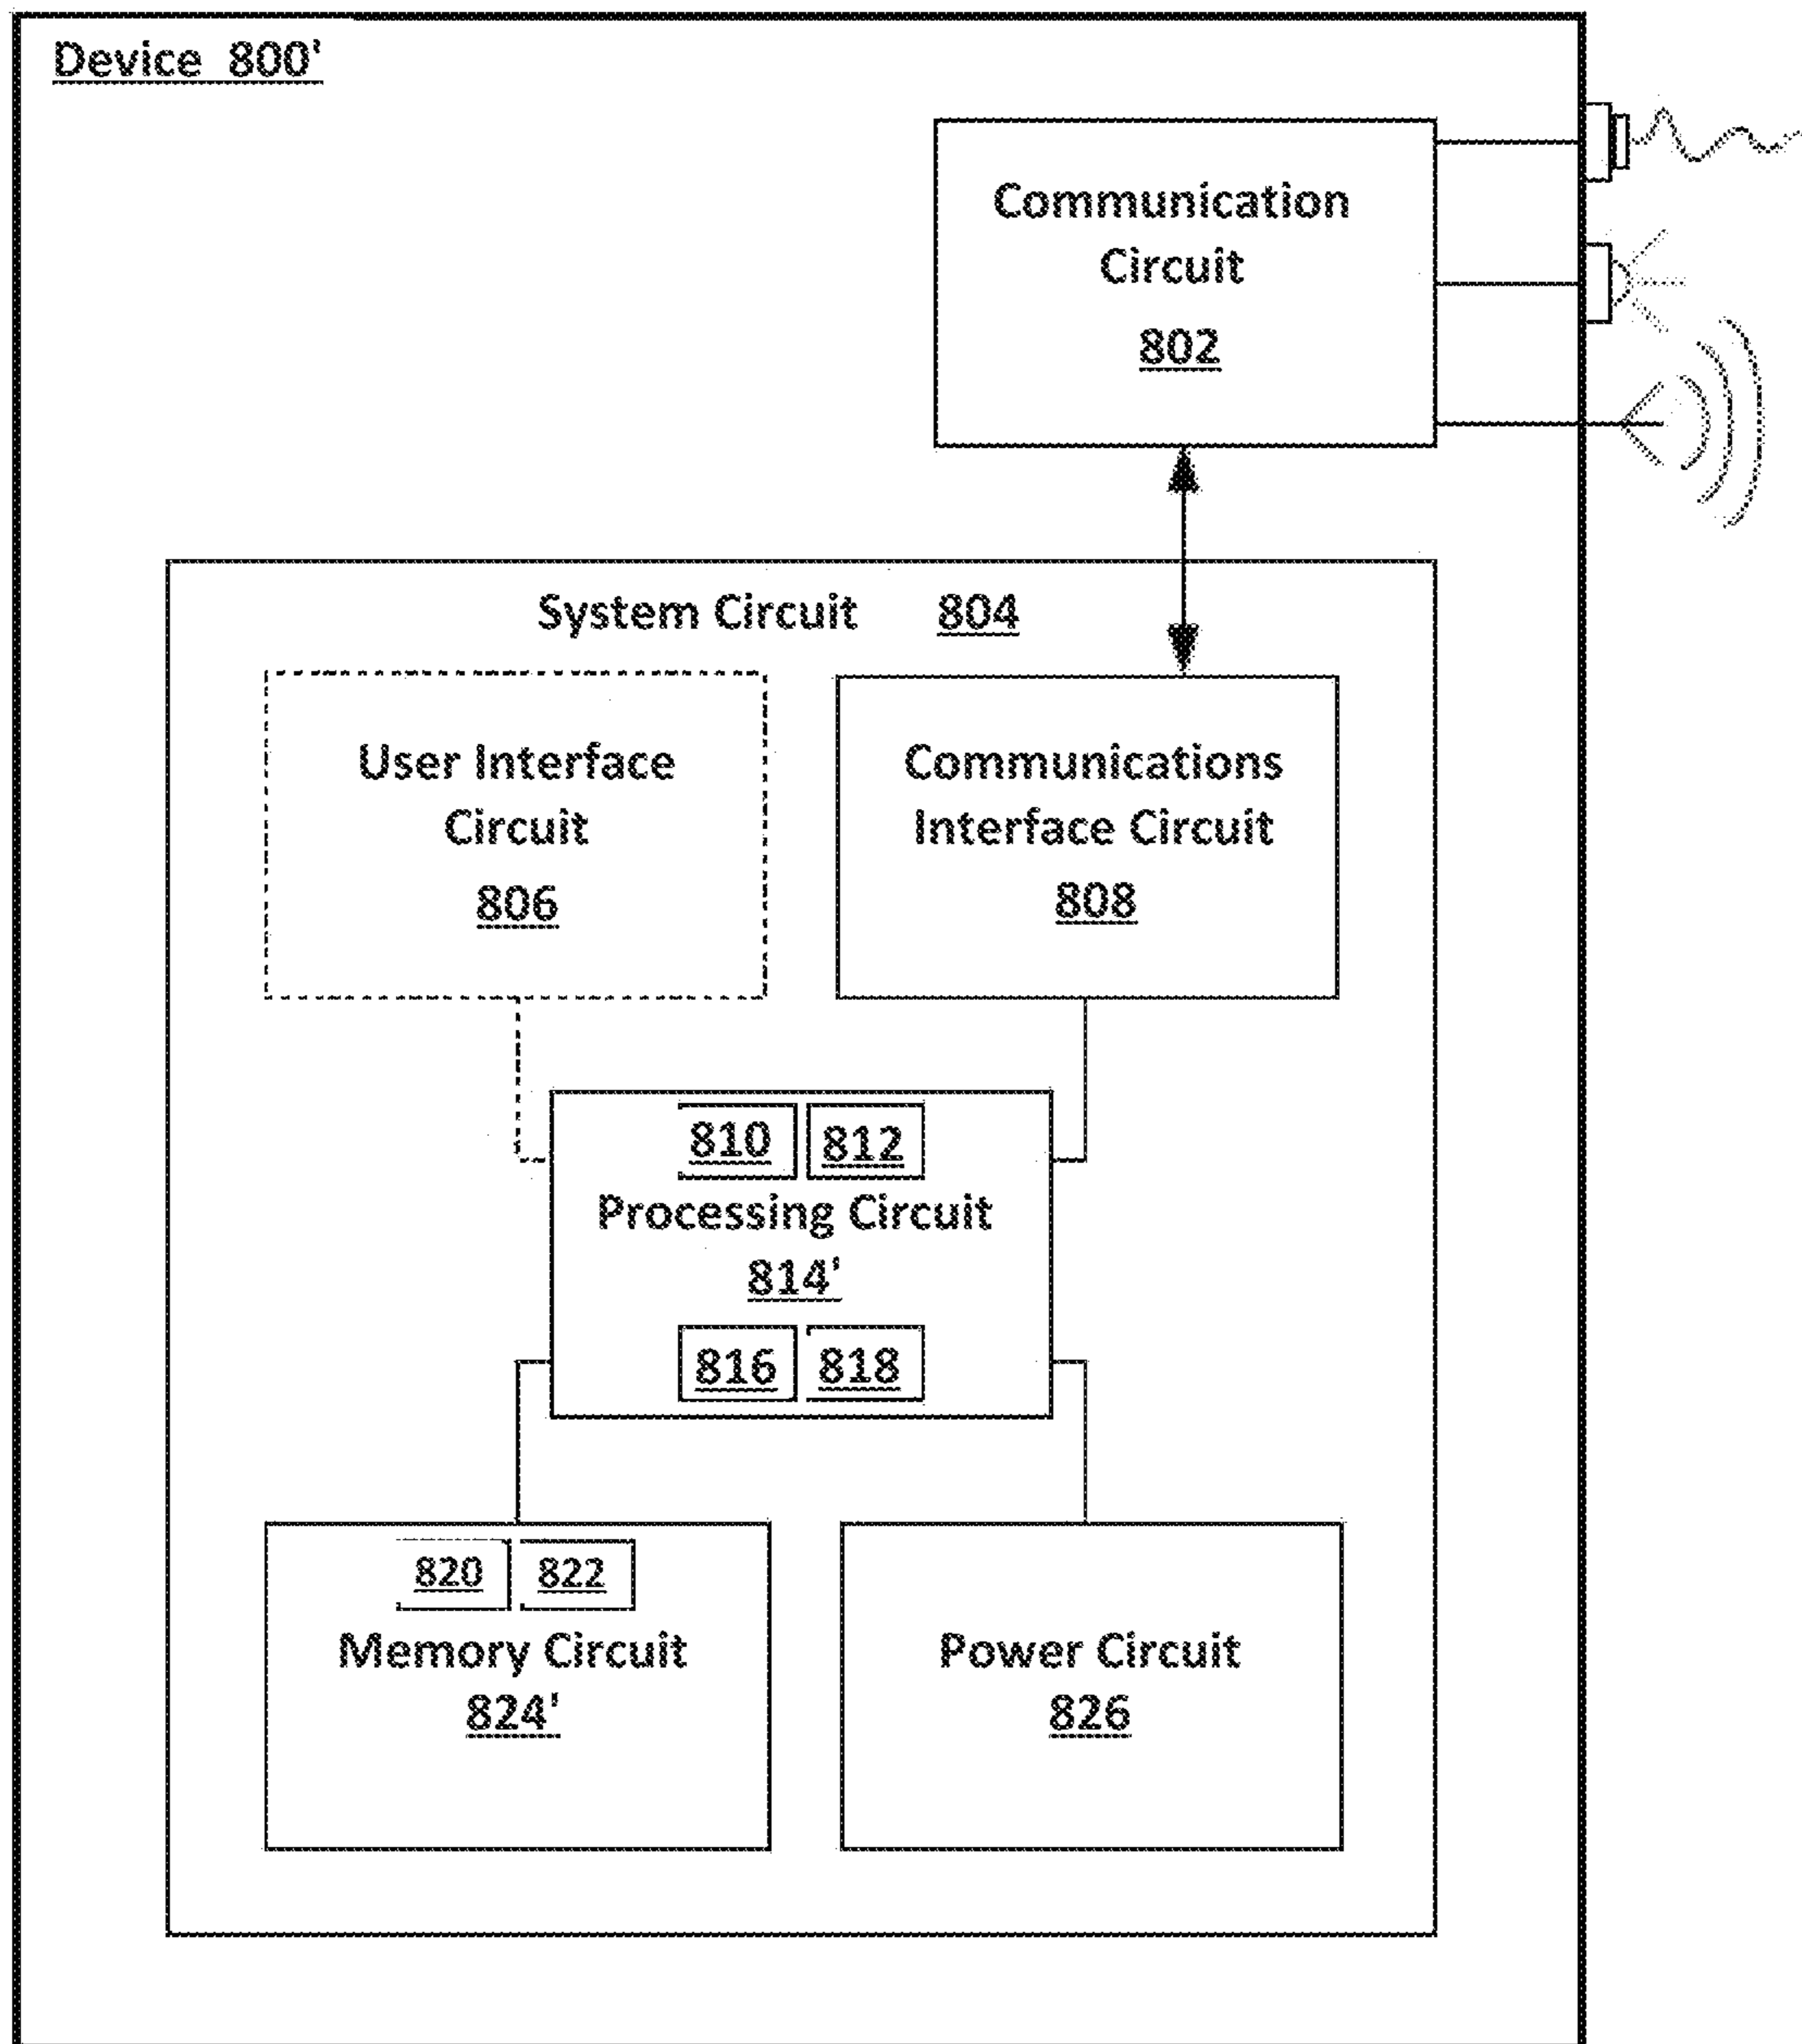 Device 800'
Communication
Circuit
802
System Circuit 804
User Interface
Circuit
806
Communications
Interface Circuit
808
810 812
Processing Circuit
814'
816 818
820 822
Memory Circuit
824'
Power Circuit
826